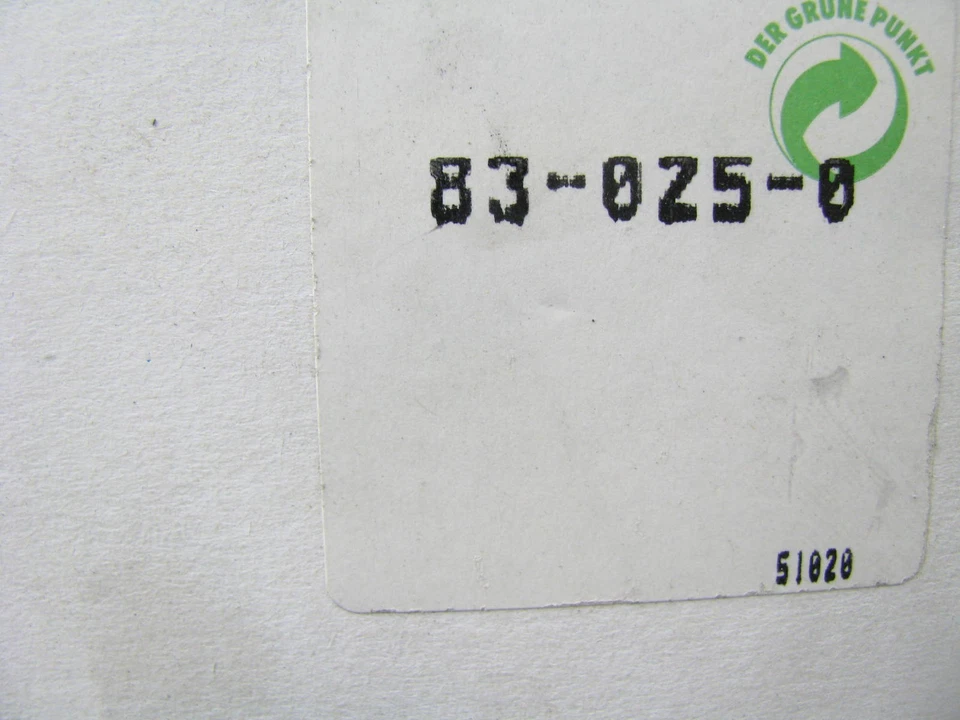 DER GRÜNE PUNKT
83-025-0
51020